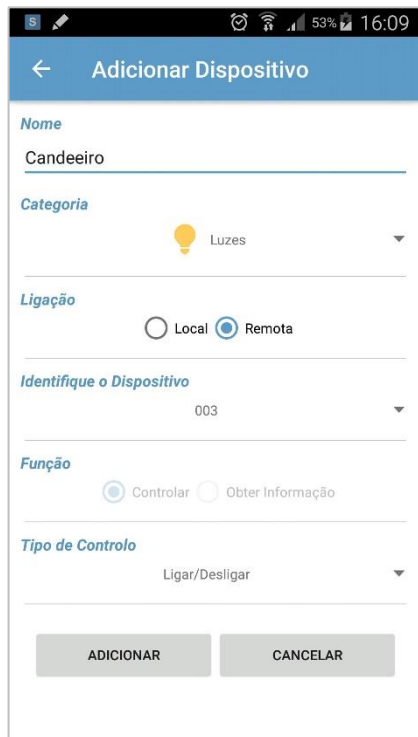 S 53% 16:09
Adicionar Dispositivo
Nome
Candeeiro
Categoria
Luzes
Ligação
Local Remota
Identifique o Dispositivo
003
Função
Controlar Obter Informação
Tipo de Controlo
Ligar/Desligar
ADICIONAR CANCELAR